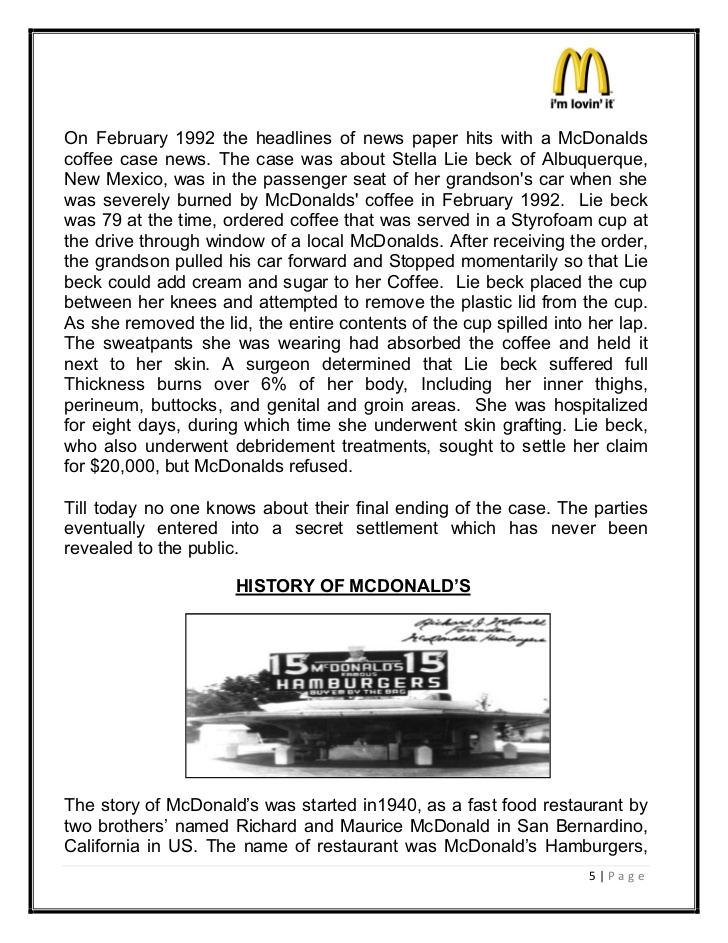 i'm lovin' it
On February 1992 the headlines of news paper hits with a McDonalds
coffee case news. The case was about Stella Lie beck of Albuquerque,
New Mexico, was in the passenger seat of her grandson's car when she
was severely burned by McDonalds' coffee in February 1992. Lie beck
was 79 at the time, ordered coffee that was served in a Styrofoam cup at
the drive through window of a local McDonalds. After receiving the order,
the grandson pulled his car forward and Stopped momentarily so that Lie
beck could add cream and sugar to her Coffee. Lie beck placed the cup
between her knees and attempted to remove the plastic lid from the cup.
As she removed the lid, the entire contents of the cup spilled into her lap.
The sweatpants she was wearing had absorbed the coffee and held it
next to her skin. A surgeon determined that Lie beck suffered full
Thickness burns over 6% of her body, Including her inner thighs,
perineum, buttocks, and genital and groin areas. She was hospitalized
for eight days, during which time she underwent skin grafting. Lie beck,
who also underwent debridement treatments, sought to settle her claim
for $20,000, but McDonalds refused.
Till today no one knows about their final ending of the case. The parties
eventually entered into a secret settlement which has never been
revealed to the public.
HISTORY OF MCDONALD'S
Richard J. McDonald
Founder
McDonald's Hamburgers
15 McDONALD'S 15
FAMOUS
HAMBURGERS
BUY EM BY THE BAG
The story of McDonald's was started in1940, as a fast food restaurant by
two brothers' named Richard and Maurice McDonald in San Bernardino,
California in US. The name of restaurant was McDonald's Hamburgers,
5 | Page